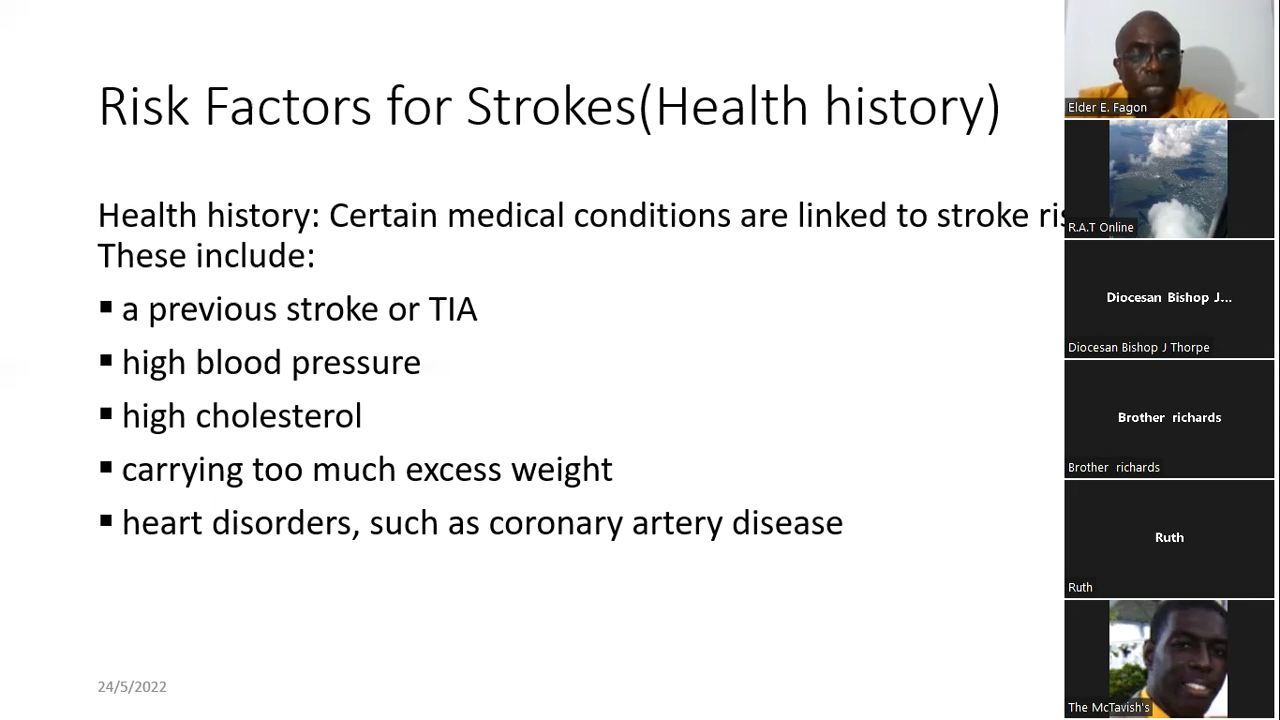 Risk Factors for Strokes(Health history)
Health history: Certain medical conditions are linked to stroke
These include:
▪ a previous stroke or TIA
▪ high blood pressure
▪ high cholesterol
▪ carrying too much excess weight
▪ heart disorders, such as coronary artery disease
24/5/2022
Elder E. Fagon
R.A.T Online
Diocesan Bishop J...
Diocesan Bishop J Thorpe
Brother richards
Brother richards
Ruth
Ruth
The McTavish's